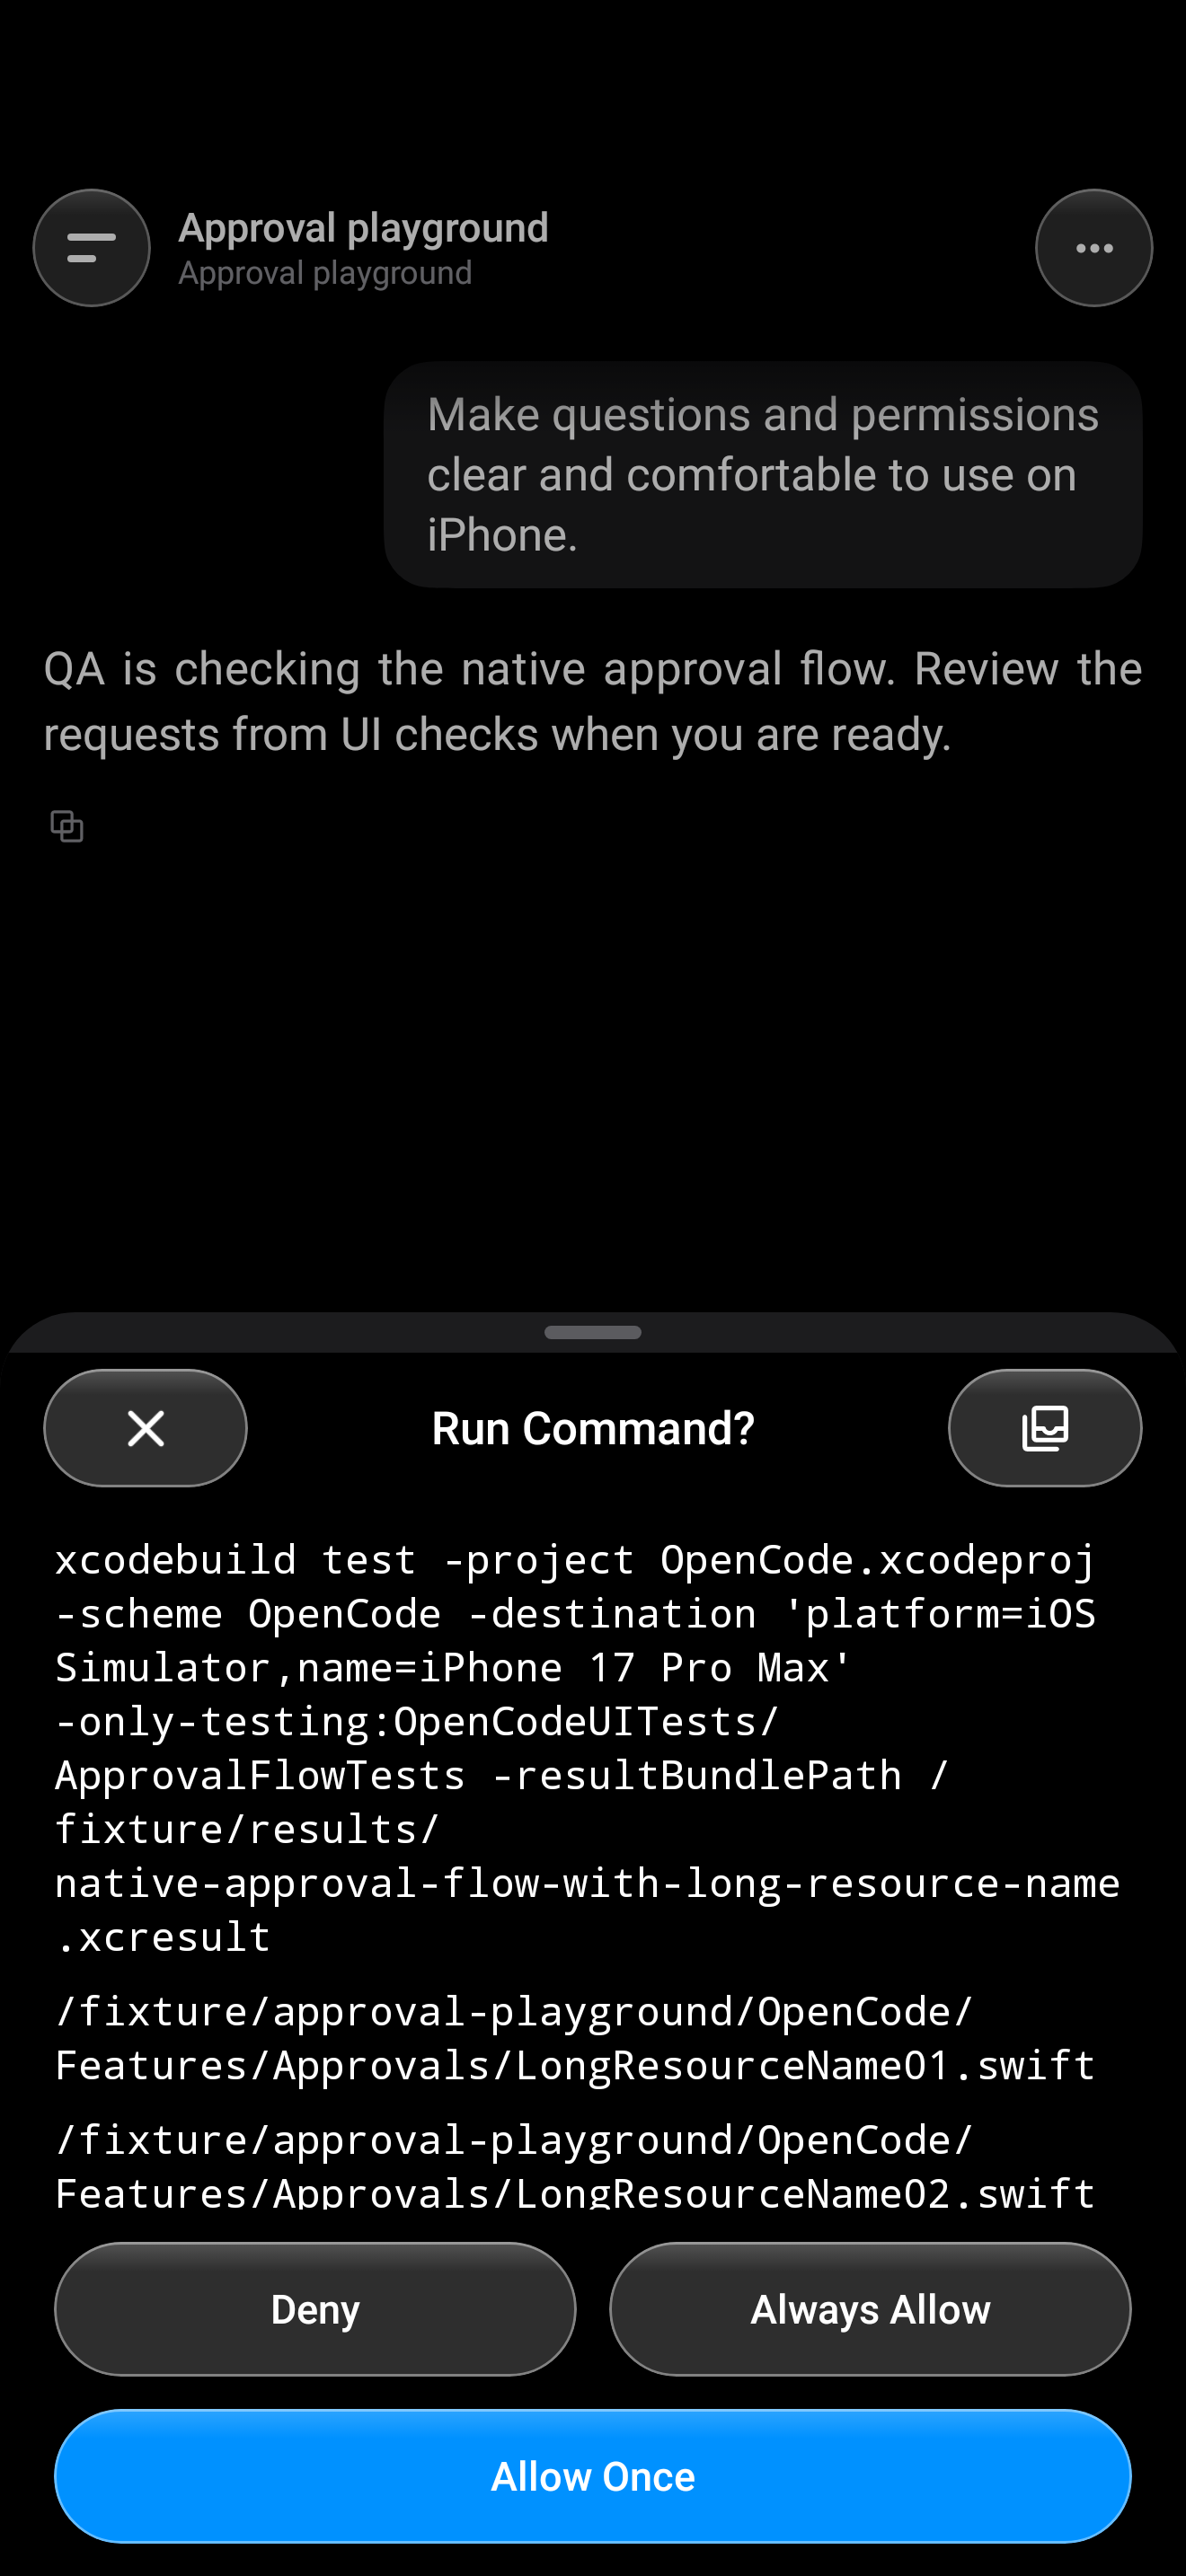 Approval playground
Approval playground
Make questions and permissions
clear and comfortable to use on
iPhone.
QA is checking the native approval flow. Review the
requests from UI checks when you are ready.
Run Command?
xcodebuild test -project OpenCode.xcodeproj
-scheme OpenCode -destination 'platform=iOS
Simulator,name=iPhone 17 Pro Max'
-only-testing:OpenCodeUITests/
ApprovalFlowTests -resultBundlePath /
fixture/results/
native-approval-flow-with-long-resource-name
.xcresult
/fixture/approval-playground/OpenCode/
Features/Approvals/LongResourceName01.swift
/fixture/approval-playground/OpenCode/
Features/Approvals/LongResourceName02.swift
Deny
Always Allow
Allow Once